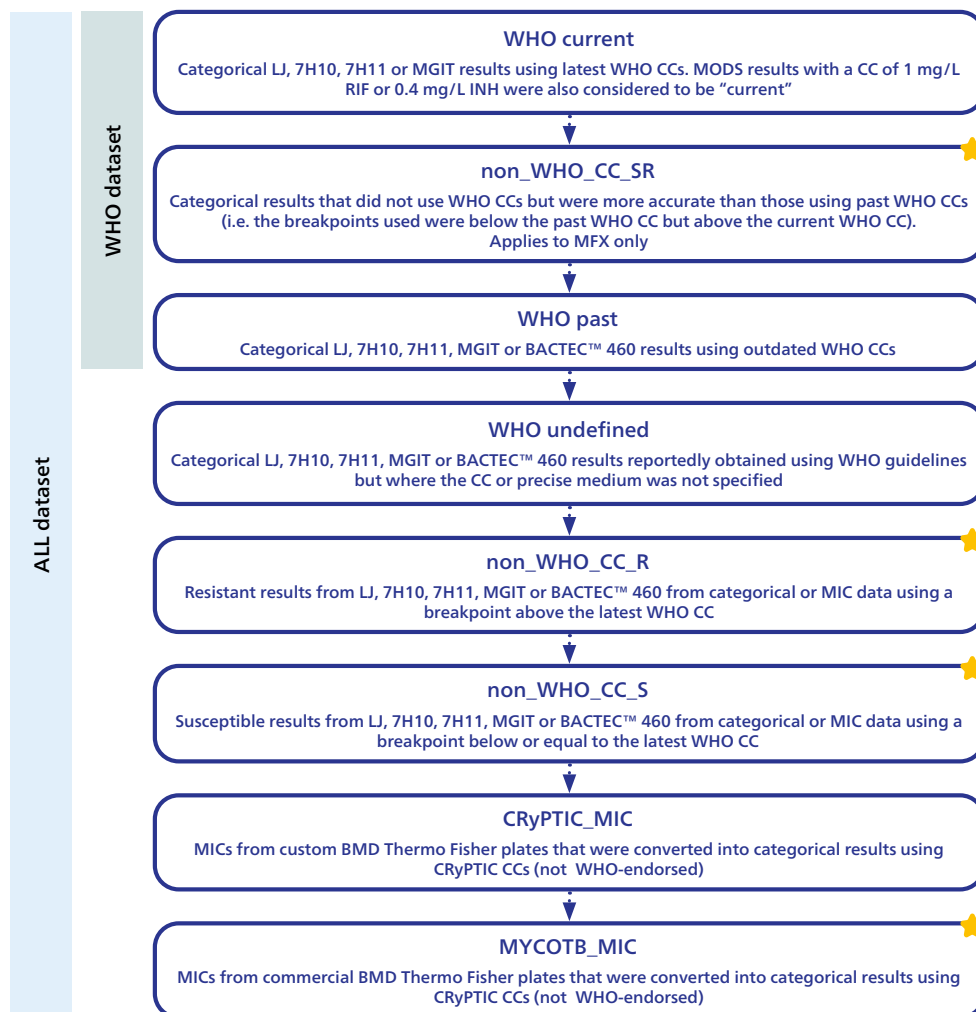 WHO current
Categorical LJ, 7H10, 7H11 or MGIT results using latest WHO CCs. MODS results with a CC of 1 mg/L
RIF or 0.4 mg/L INH were also considered to be “current”
non_WHO_CC_SR
Categorical results that did not use WHO CCs but were more accurate than those using past WHO CCs
(i.e. the breakpoints used were below the past WHO CC but above the current WHO CC).
Applies to MFX only
WHO past
Categorical LJ, 7H10, 7H11, MGIT or BACTEC™ 460 results using outdated WHO CCs
WHO dataset
WHO undefined
Categorical LJ, 7H10, 7H11, MGIT or BACTEC™ 460 results reportedly obtained using WHO guidelines
but where the CC or precise medium was not specified
non_WHO_CC_R
Resistant results from LJ, 7H10, 7H11, MGIT or BACTEC™ 460 from categorical or MIC data using a
breakpoint above the latest WHO CC
non_WHO_CC_S
Susceptible results from LJ, 7H10, 7H11, MGIT or BACTEC™ 460 from categorical or MIC data using a
breakpoint below or equal to the latest WHO CC
CRyPTIC_MIC
MICs from custom BMD Thermo Fisher plates that were converted into categorical results using
CRyPTIC CCs (not WHO-endorsed)
MYCOTB_MIC
MICs from commercial BMD Thermo Fisher plates that were converted into categorical results using
CRyPTIC CCs (not WHO-endorsed)
ALL dataset